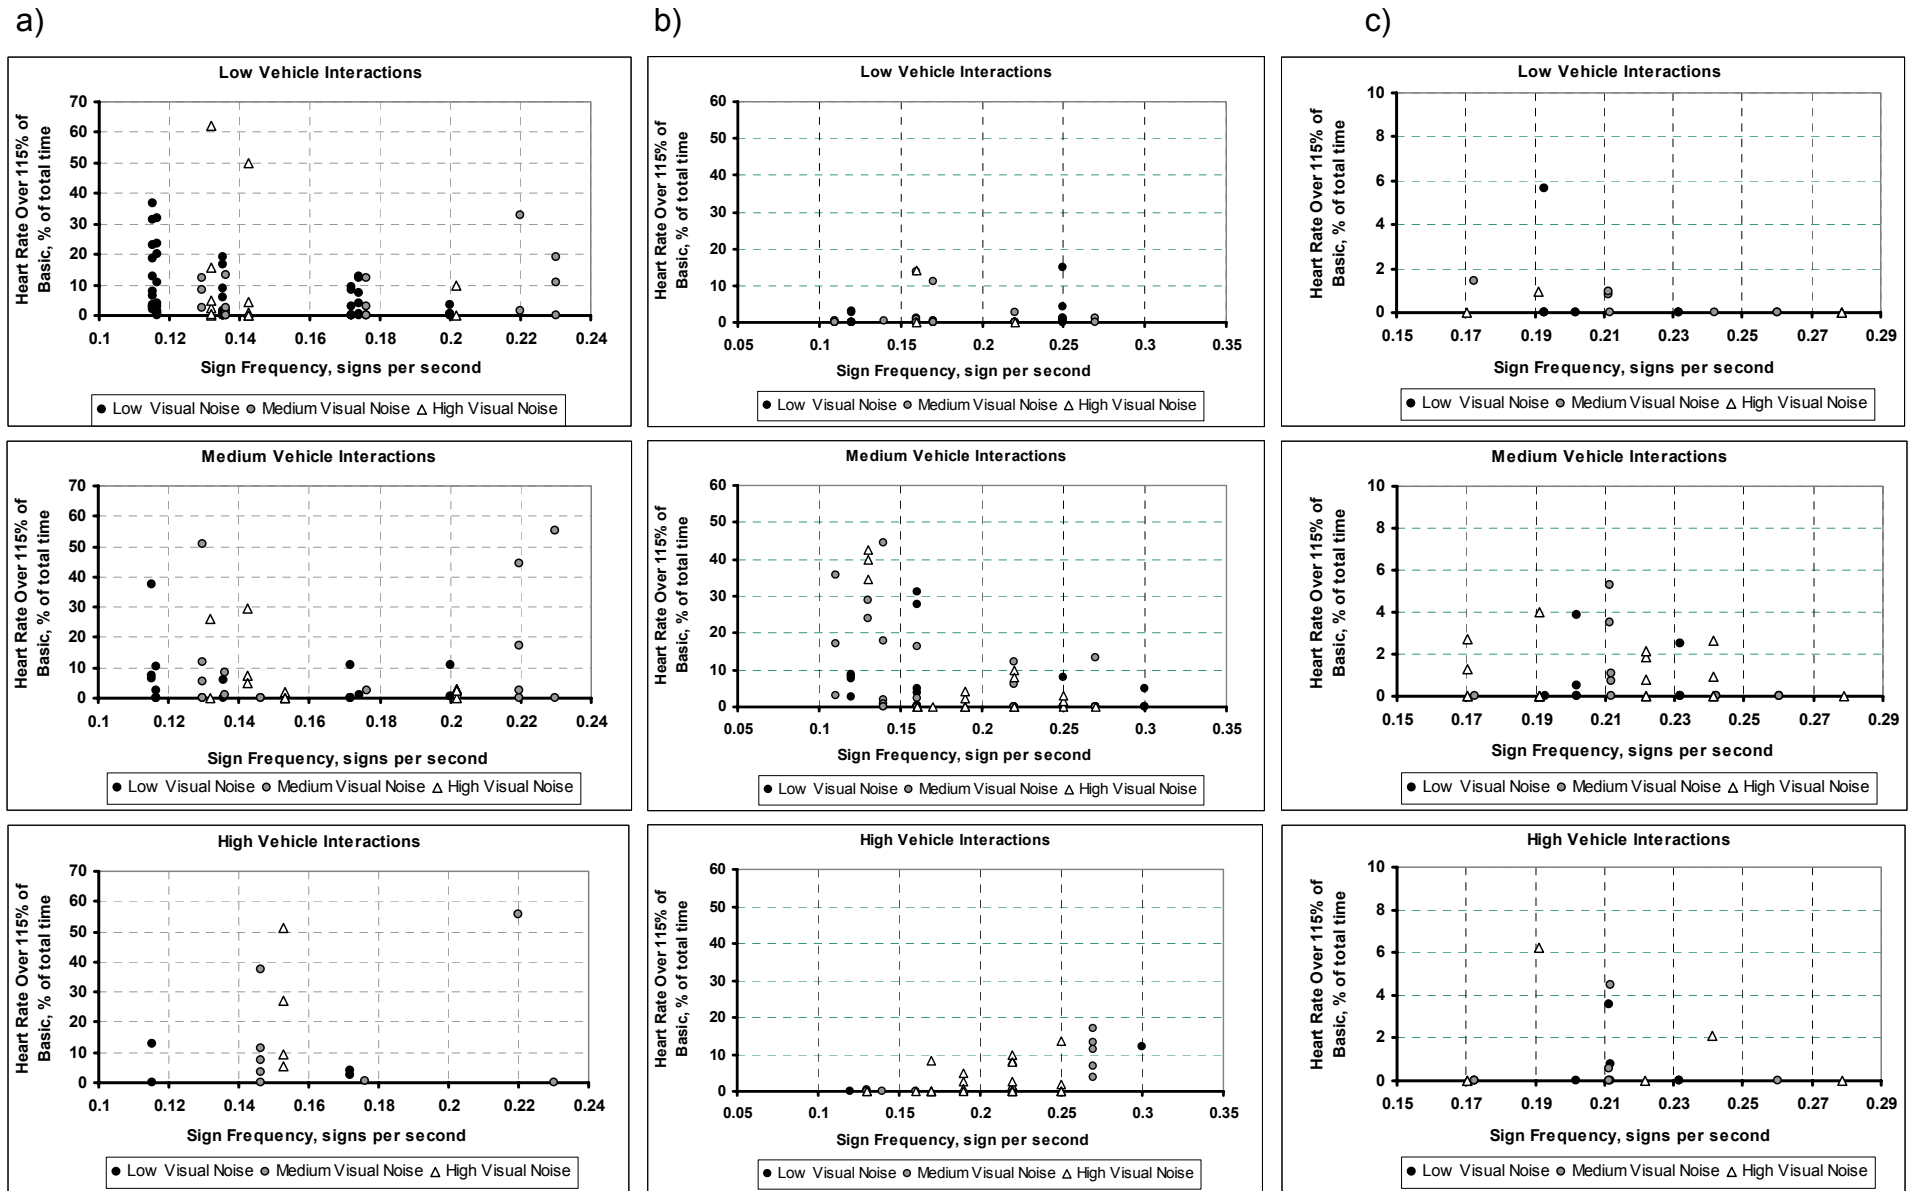 a)
b)
c)
Low Vehicle Interactions
Heart Rate Over 115% of
Basic, % of total time
70
60
50
40
30
20
10
0
0.1 0.12 0.14 0.16 0.18 0.2 0.22 0.24
Sign Frequency, signs per second
Low Visual Noise Medium Visual Noise High Visual Noise
Low Vehicle Interactions
Heart Rate Over 115% of
Basic, % of total time
60
50
40
30
20
10
0
0.05 0.1 0.15 0.2 0.25 0.3 0.35
Sign Frequency, sign per second
Low Visual Noise Medium Visual Noise High Visual Noise
Low Vehicle Interactions
Heart Rate Over 115% of
Basic, % of total time
10
8
6
4
2
0
0.15 0.17 0.19 0.21 0.23 0.25 0.27 0.29
Sign Frequency, signs per second
Low Visual Noise Medium Visual Noise High Visual Noise
Medium Vehicle Interactions
Heart Rate Over 115% of
Basic, % of total time
70
60
50
40
30
20
10
0
0.1 0.12 0.14 0.16 0.18 0.2 0.22 0.24
Sign Frequency, signs per second
Low Visual Noise Medium Visual Noise High Visual Noise
Medium Vehicle Interactions
Heart Rate Over 115% of
Basic, % of total time
60
50
40
30
20
10
0
0.05 0.1 0.15 0.2 0.25 0.3 0.35
Sign Frequency, sign per second
Low Visual Noise Medium Visual Noise High Visual Noise
Medium Vehicle Interactions
Heart Rate Over 115% of
Basic, % of total time
10
8
6
4
2
0
0.15 0.17 0.19 0.21 0.23 0.25 0.27 0.29
Sign Frequency, signs per second
Low Visual Noise Medium Visual Noise High Visual Noise
High Vehicle Interactions
Heart Rate Over 115% of
Basic, % of total time
70
60
50
40
30
20
10
0
0.1 0.12 0.14 0.16 0.18 0.2 0.22 0.24
Sign Frequency, signs per second
Low Visual Noise Medium Visual Noise High Visual Noise
High Vehicle Interactions
Heart Rate Over 115% of
Basic, % of total time
60
50
40
30
20
10
0
0.05 0.1 0.15 0.2 0.25 0.3 0.35
Sign Frequency, signs per second
Low Visual Noise Medium Visual Noise High Visual Noise
High Vehicle Interactions
Heart Rate Over 115% of
Basic, % of total time
10
8
6
4
2
0
0.15 0.17 0.19 0.21 0.23 0.25 0.27 0.29
Sign Frequency, signs per second
Low Visual Noise Medium Visual Noise High Visual Noise